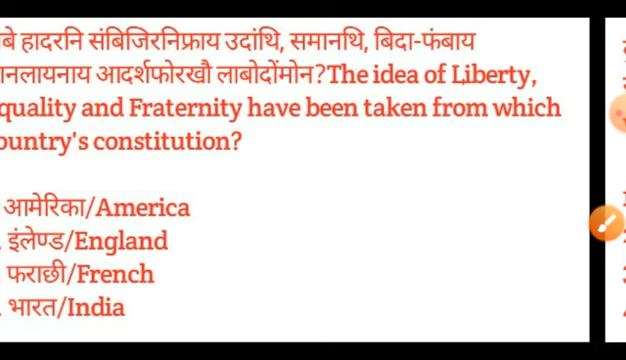 बे हादरनि संबिजिरनिफ्राय उदांथि, समानथि, बिदा-फंबाय
ानलायनाय आदर्शफोरखौ लाबोदोंमोन?The idea of Liberty,
quality and Fraternity have been taken from which
ountry's constitution?
आमेरिका/America
इंलेण्ड/England
फराछी/French
भारत/India